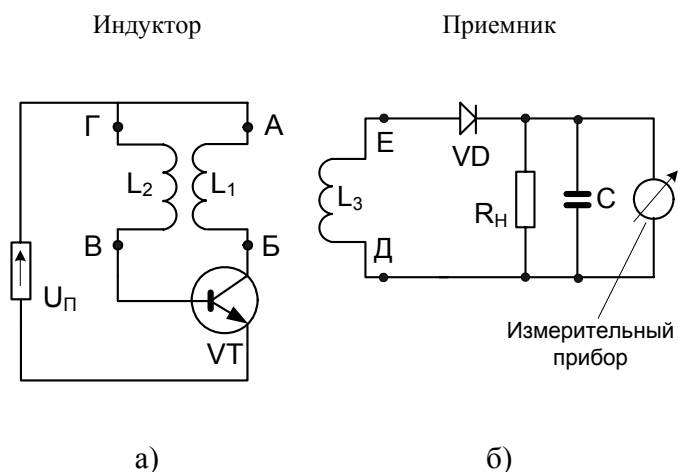 Индуктор
Приемник
Г
А
L2
L1
В
Б
UП
VT
Е
VD
L3
RН
С
Д
Измерительный
прибор
а)
б)